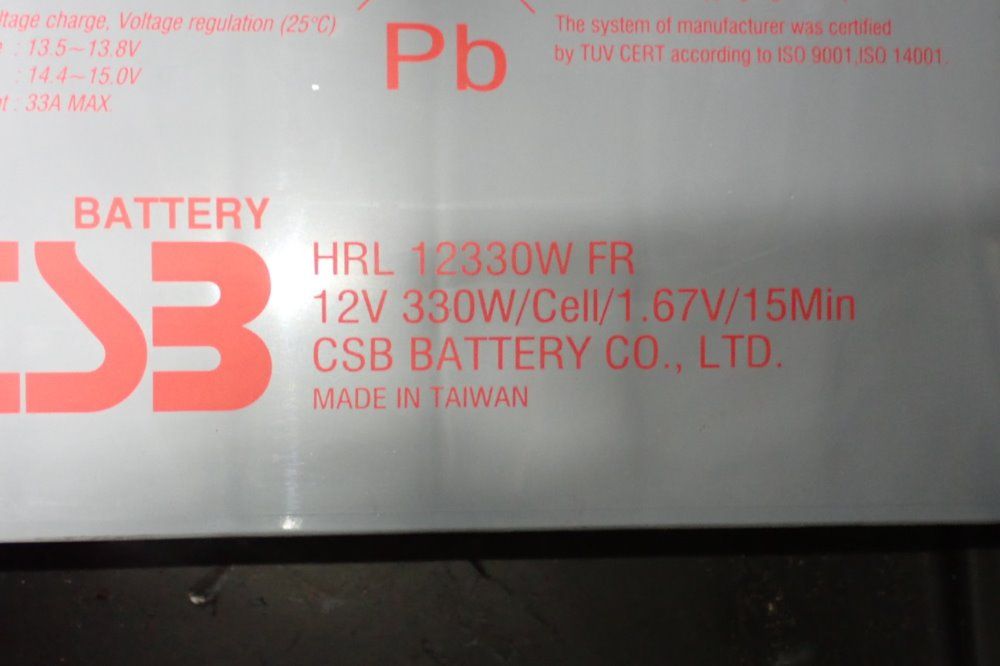 charge, Voltage regulation (25°C)
: 13.5~13.8V
: 14.4~15.0V
: 33A MAX.
Pb
The system of manufacturer was certified
by TUV CERT according to ISO 9001,ISO 14001.
BATTERY
CSB
HRL 12330W FR
12V 330W/Cell/1.67V/15Min
CSB BATTERY CO., LTD.
MADE IN TAIWAN